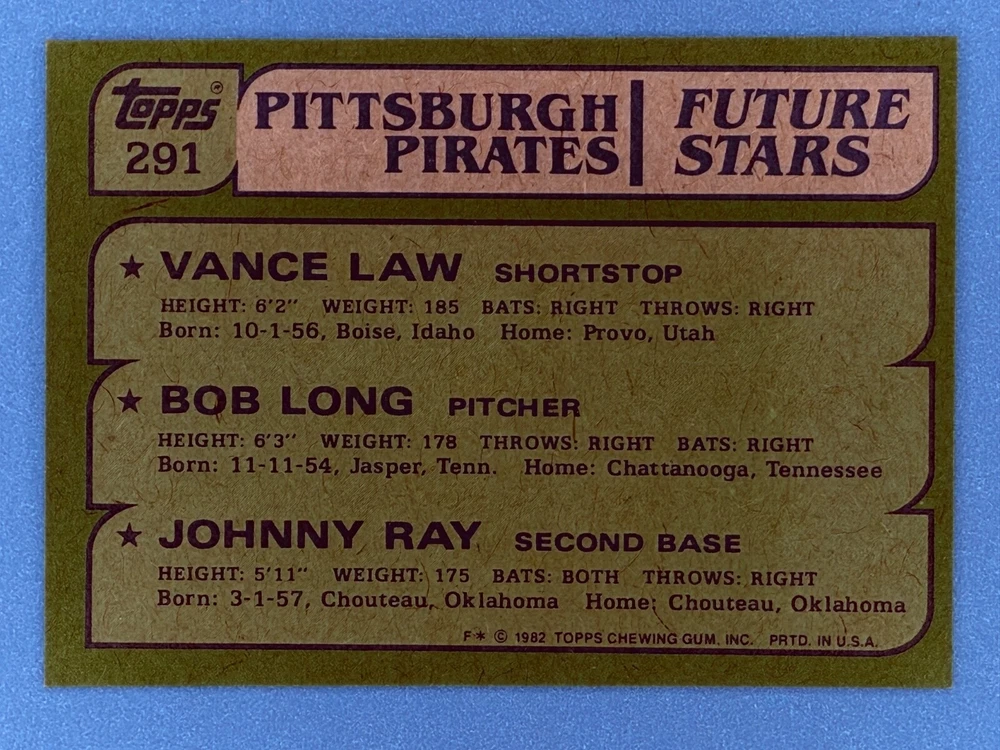 topps®
291
PITTSBURGH PIRATES
FUTURE STARS
★ VANCE LAW SHORTSTOP
HEIGHT: 6'2" WEIGHT: 185 BATS: RIGHT THROWS: RIGHT
Born: 10-1-56, Boise, Idaho Home: Provo, Utah
★ BOB LONG PITCHER
HEIGHT: 6'3" WEIGHT: 178 THROWS: RIGHT BATS: RIGHT
Born: 11-11-54, Jasper, Tenn. Home: Chattanooga, Tennessee
★ JOHNNY RAY SECOND BASE
HEIGHT: 5'11" WEIGHT: 175 BATS: BOTH THROWS: RIGHT
Born: 3-1-57, Chouteau, Oklahoma Home: Chouteau, Oklahoma
F* © 1982 TOPPS CHEWING GUM, INC. PRTD. IN U.S.A.